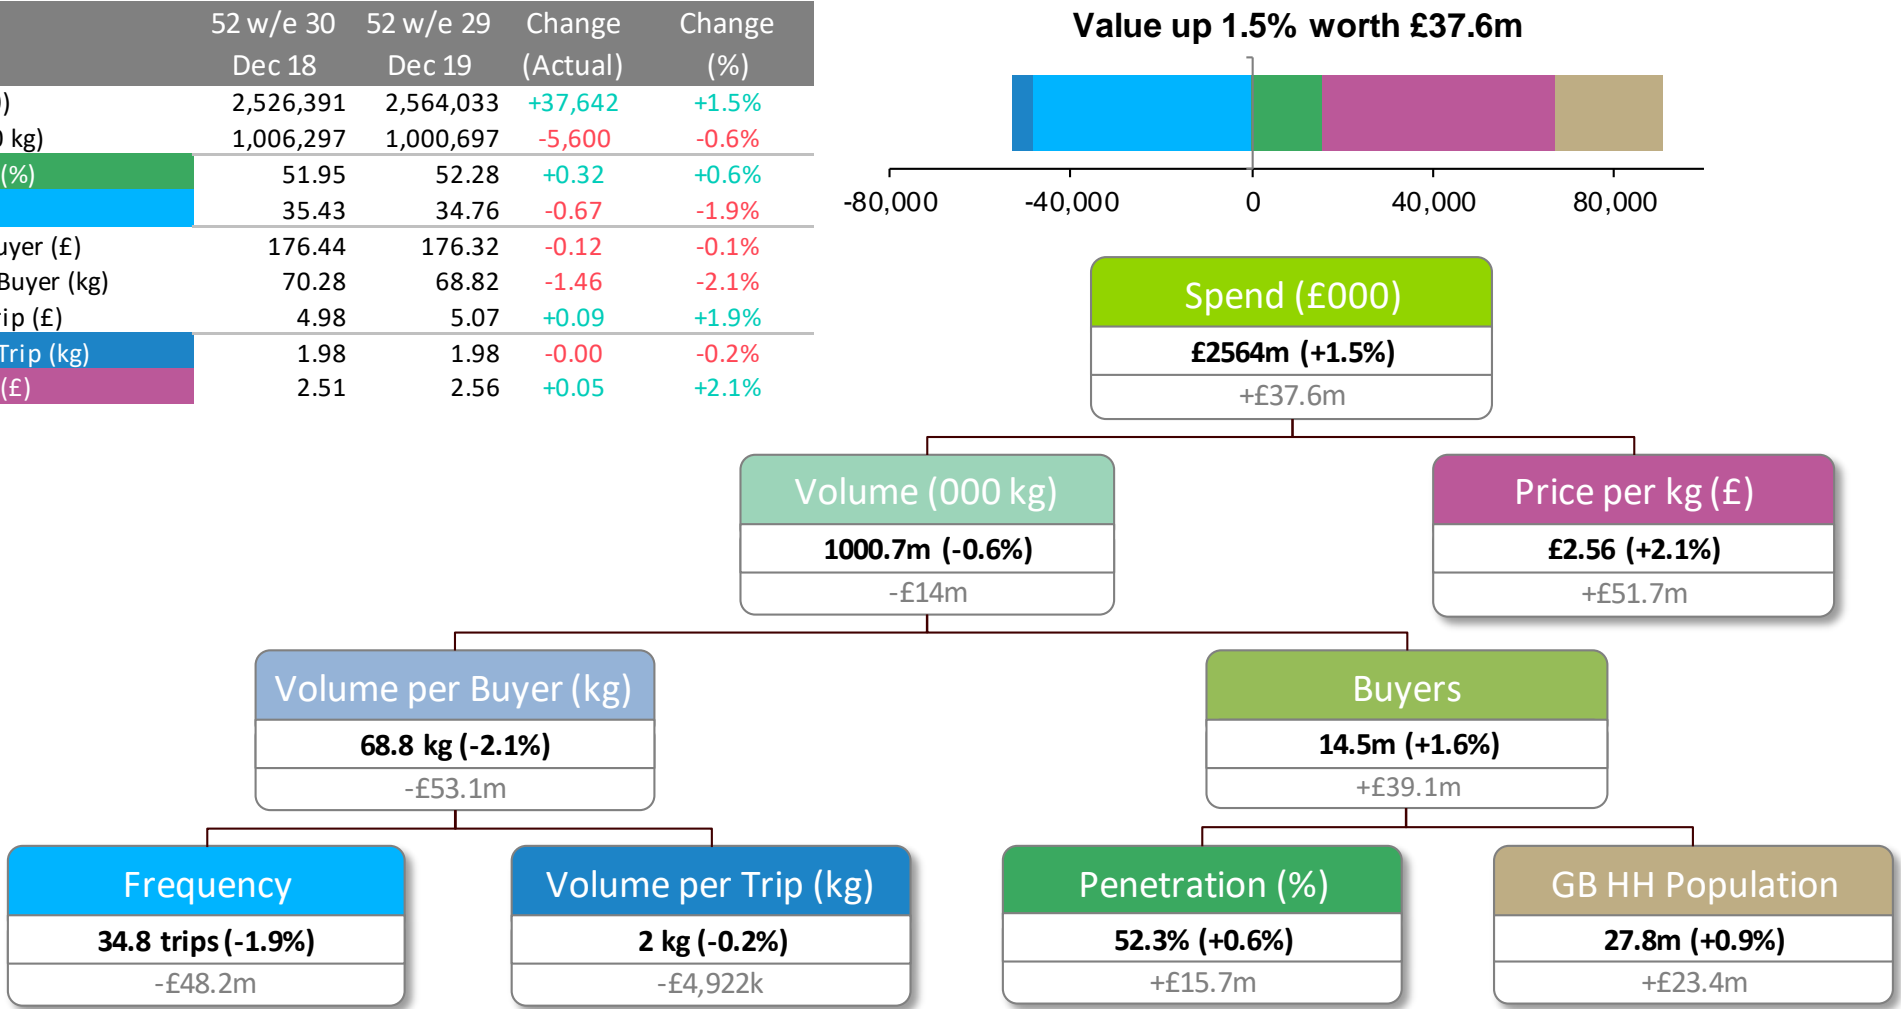 52 w/e 30 Dec 18 52 w/e 29 Dec 19 Change (Actual) Change (%)
) 2,526,391 2,564,033 +37,642 +1.5%
kg) 1,006,297 1,000,697 -5,600 -0.6%
(%) 51.95 52.28 +0.32 +0.6%
35.43 34.76 -0.67 -1.9%
uyer (£) 176.44 176.32 -0.12 -0.1%
Buyer (kg) 70.28 68.82 -1.46 -2.1%
rip (£) 4.98 5.07 +0.09 +1.9%
Trip (kg) 1.98 1.98 -0.00 -0.2%
(£) 2.51 2.56 +0.05 +2.1%
Value up 1.5% worth £37.6m
-80,000 -40,000 0 40,000 80,000
Spend (£000)
£2564m (+1.5%)
+£37.6m
Volume (000 kg)
1000.7m (-0.6%)
-£14m
Price per kg (£)
£2.56 (+2.1%)
+£51.7m
Volume per Buyer (kg)
68.8 kg (-2.1%)
-£53.1m
Buyers
14.5m (+1.6%)
+£39.1m
Frequency
34.8 trips (-1.9%)
-£48.2m
Volume per Trip (kg)
2 kg (-0.2%)
-£4,922k
Penetration (%)
52.3% (+0.6%)
+£15.7m
GB HH Population
27.8m (+0.9%)
+£23.4m